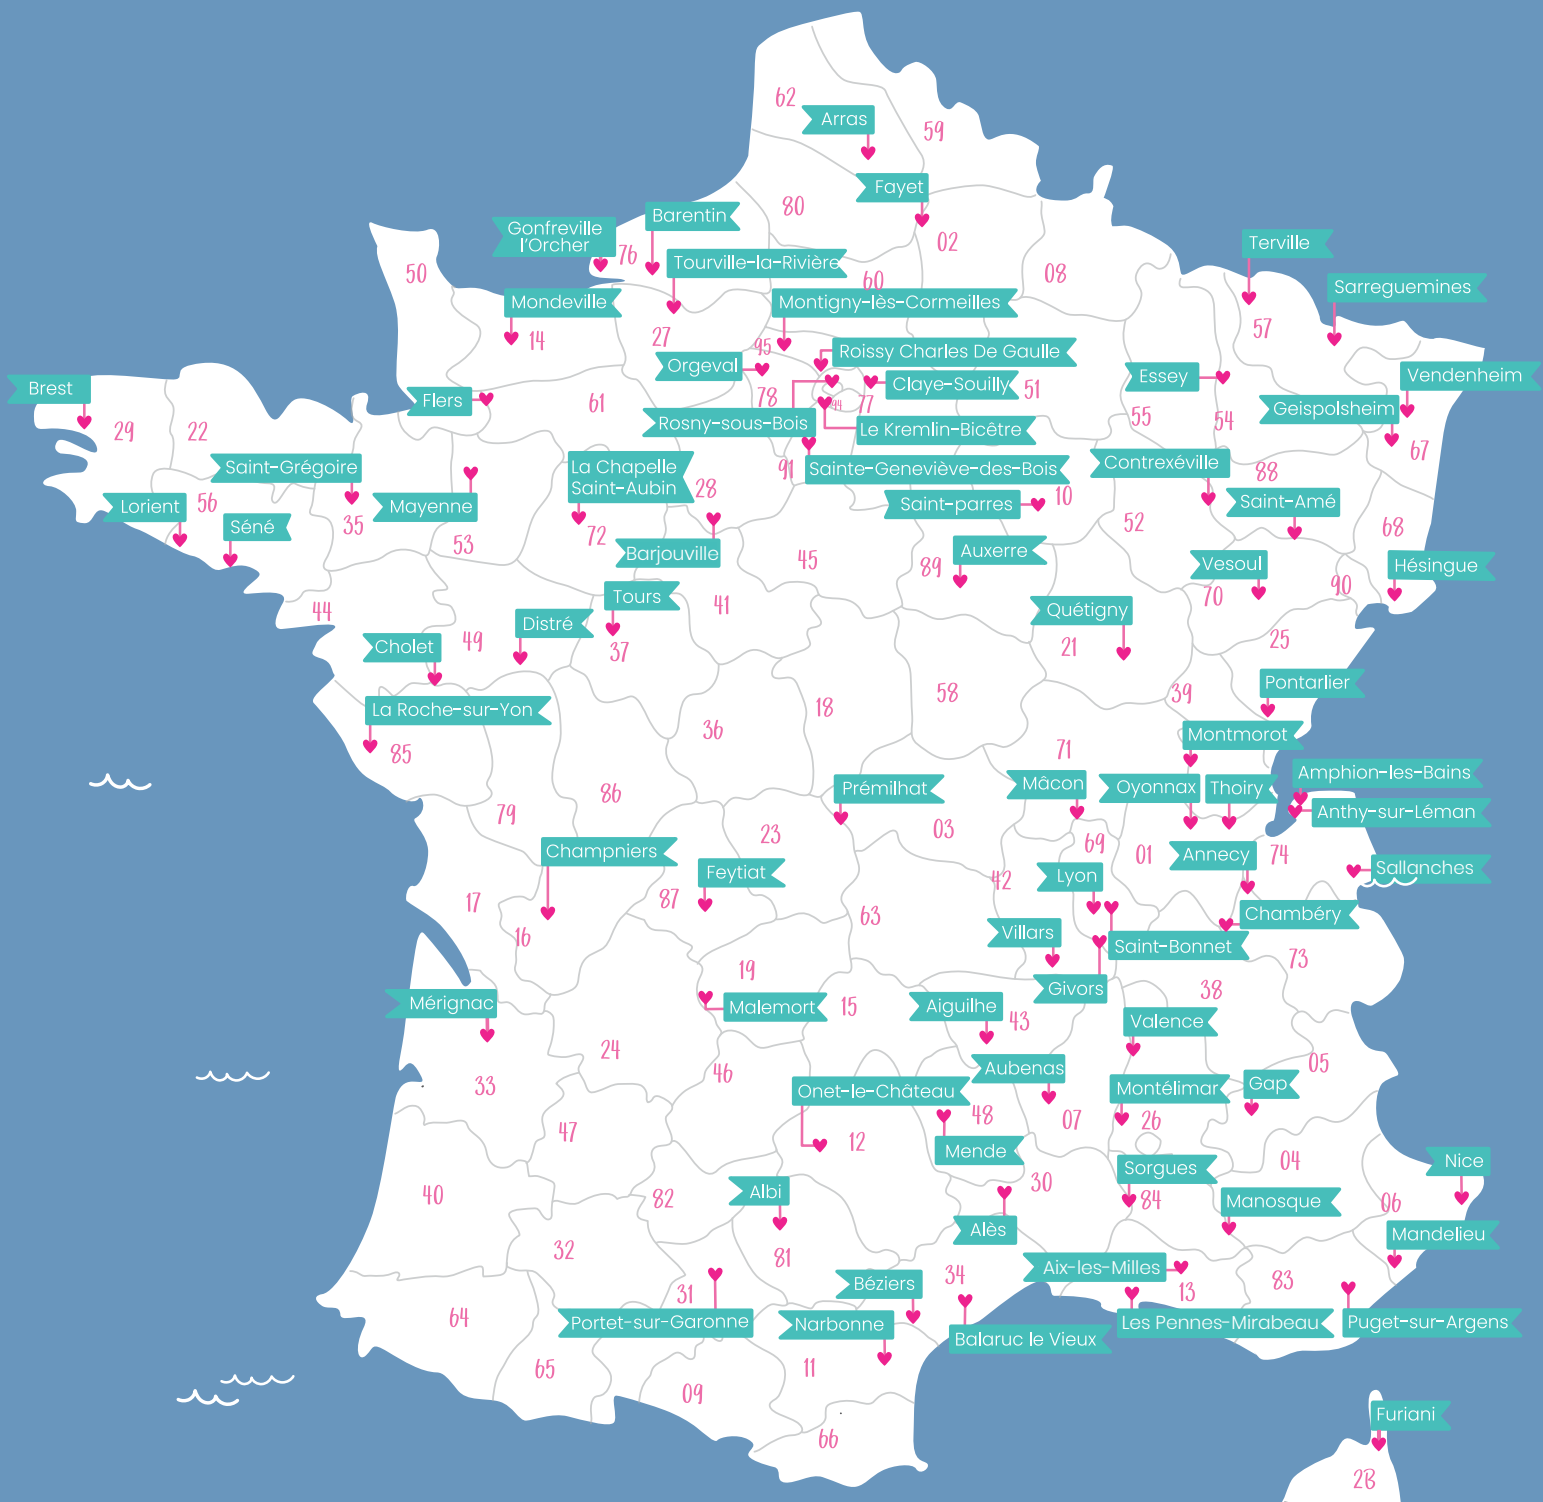 62
Arras
59
Fayet
80
Barentin
Gonfreville
l'Orcher
76
02
Terville
Tourville-la-Rivière
50
60
08
Sarreguemines
Mondeville
Montigny-lès-Cormeilles
57
14
27
95
Roissy Charles De Gaulle
Orgeval
Essey
Vendenheim
Brest
Claye-Souilly
51
Flers
61
78
94
77
Geispolsheim
55
54
29
22
Rosny-sous-Bois
Le Kremlin-Bicêtre
67
Saint-Grégoire
La Chapelle
Saint-Aubin
91
Sainte-Geneviève-des-Bois
Contrexéville
88
28
Lorient
56
Mayenne
Saint-parres
10
Saint-Amé
Séné
35
52
68
72
53
Barjouville
45
Auxerre
89
Vesoul
Hésingue
90
Tours
41
70
44
Distré
Quétigny
49
37
21
25
Cholet
Pontarlier
58
39
La Roche-sur-Yon
18
36
Montmorot
85
71
Amphion-les-Bains
Prémilhat
Mâcon
Oyonnax
Thoiry
86
79
Anthy-sur-Léman
23
03
69
Champniers
01
Annecy
74
Feytiat
42
Lyon
Sallanches
17
87
63
Chambéry
16
Villars
Saint-Bonnet
73
19
Givors
38
Mérignac
Malemort
15
Aiguilhe
43
Valence
24
05
46
Aubenas
33
Onet-le-Château
Montélimar
Gap
48
07
26
47
12
Mende
04
Nice
Sorgues
40
82
Albi
30
84
Manosque
06
Alès
Mandelieu
32
81
Aix-les-Milles
34
Béziers
83
31
13
64
Portet-sur-Garonne
Narbonne
Les Pennes-Mirabeau
Puget-sur-Argens
Balaruc le Vieux
65
11
09
Furiani
66
2B